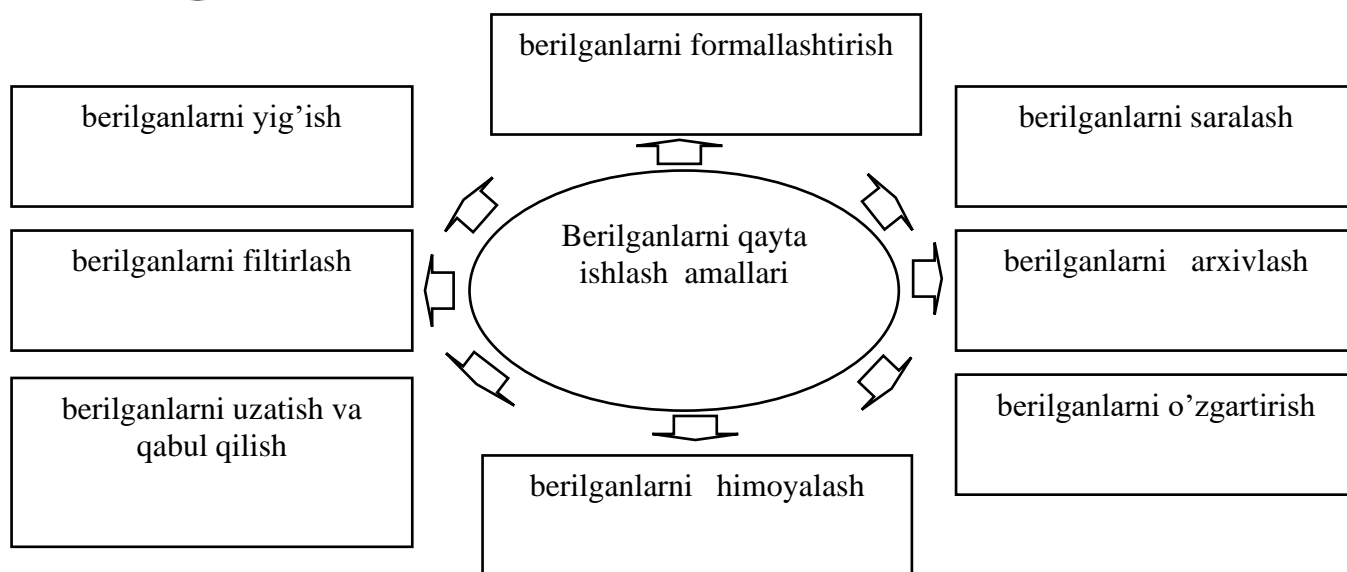 berilganlarni formallashtirish
berilganlarni yig’ish
berilganlarni saralash
Berilganlarni qayta
ishlash amallari
berilganlarni filtirlash
berilganlarni arxivlash
berilganlarni uzatish va
qabul qilish
berilganlarni o’zgartirish
berilganlarni himoyalash